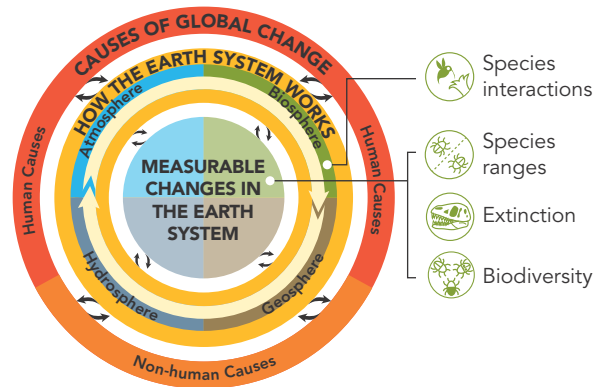 CAUSES OF GLOBAL CHANGE
HOW THE EARTH SYSTEM WORKS
Atmosphere
Biosphere
Human Causes
Human Causes
MEASURABLE
CHANGES IN
THE EARTH
SYSTEM
Hydrosphere
Geosphere
Non-human Causes
Species
interactions
Species
ranges
Extinction
Biodiversity